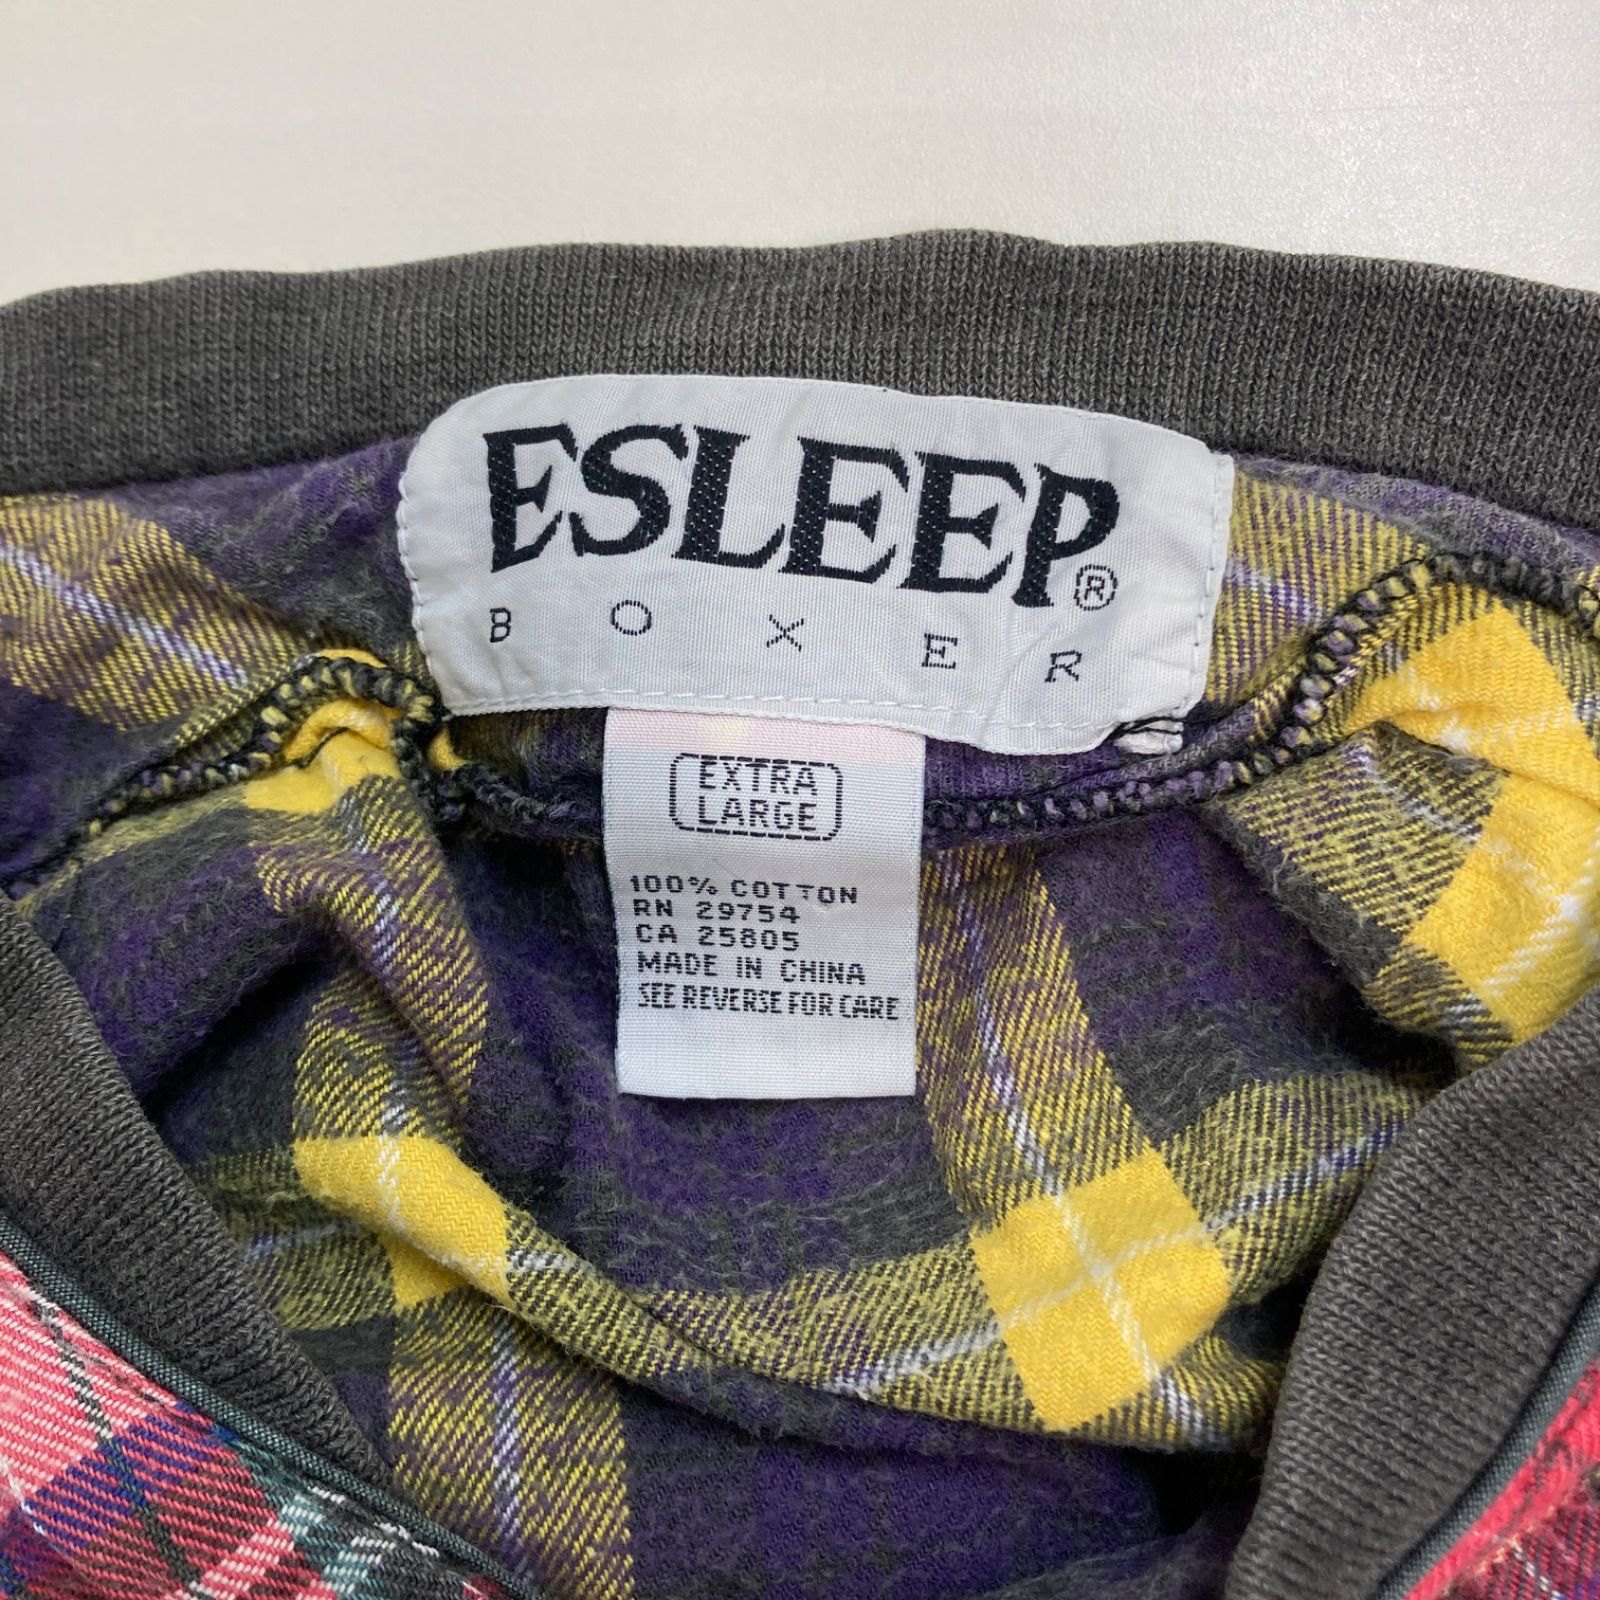 ESLEEP®
BOXER
EXTRA
LARGE
100% COTTON
RN 29754
CA 25805
MADE IN CHINA
SEE REVERSE FOR CARE